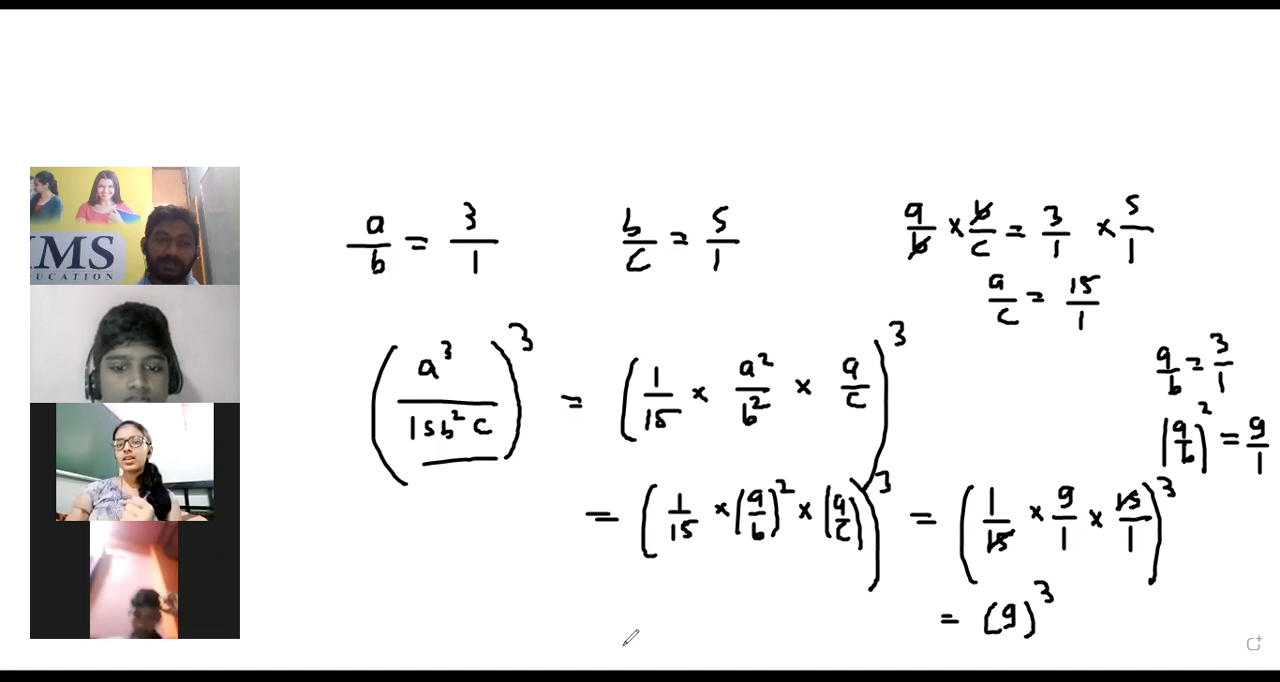 IMS
EDUCATION
a/b = 3/1
b/c = 5/1
a/b × b/c = 3/1 × 5/1
a/c = 15/1
(a³/15b²c)³ = (1/15 × a²/b² × a/c)³
a/b = 3/1
(a/b)² = 9/1
= (1/15 × (a/b)² × (a/c))³ = (1/15 × 9/1 × 15/1)³
= (9)³